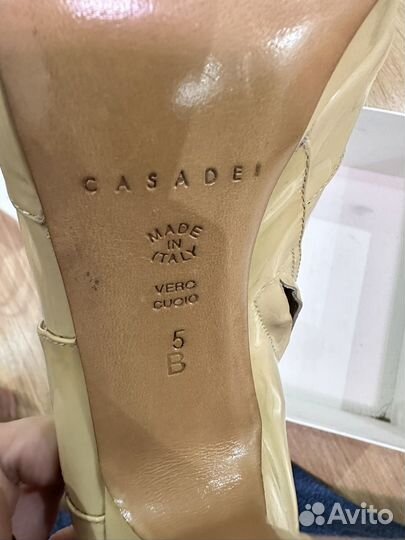 CASADEI
MADE
IN
ITALY
VERO
CUOIO
5
B
Avito